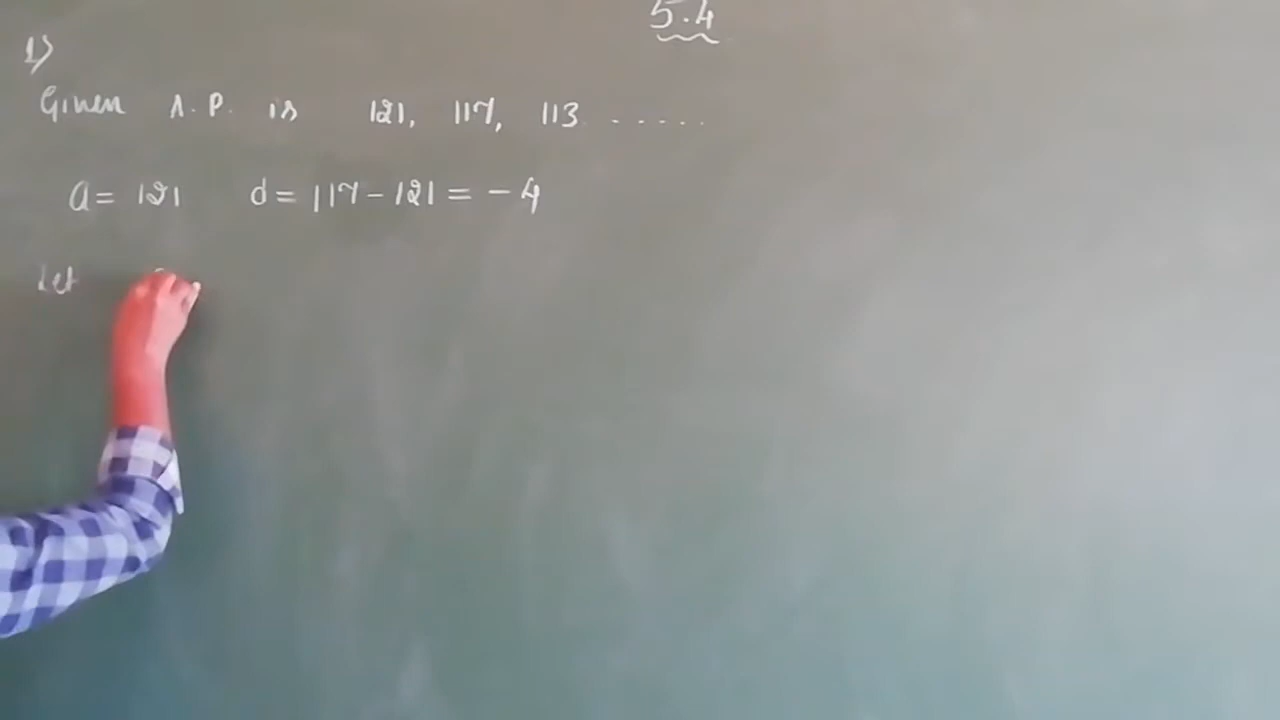 5.4
1)
Given A.P. is 121, 117, 113 .....
a = 121 d = 117 - 121 = - 4
Let